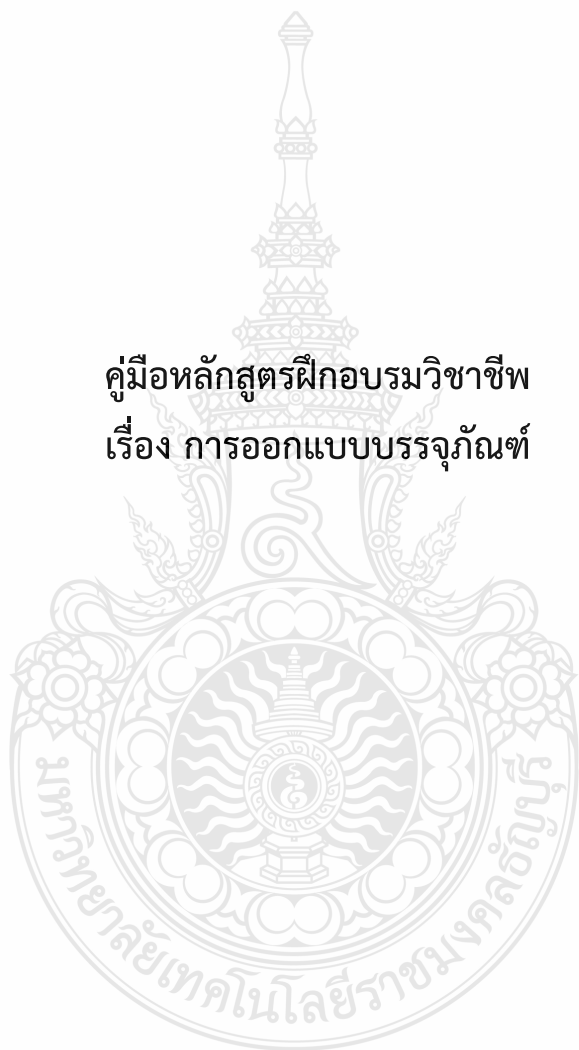 คู่มือหลักสูตรฝึกอบรมวิชาชีพ
เรื่อง การออกแบบบรรจุภัณฑ์
มหาวิทยาลัยเทคโนโลยีราชมงคลธัญบุรี